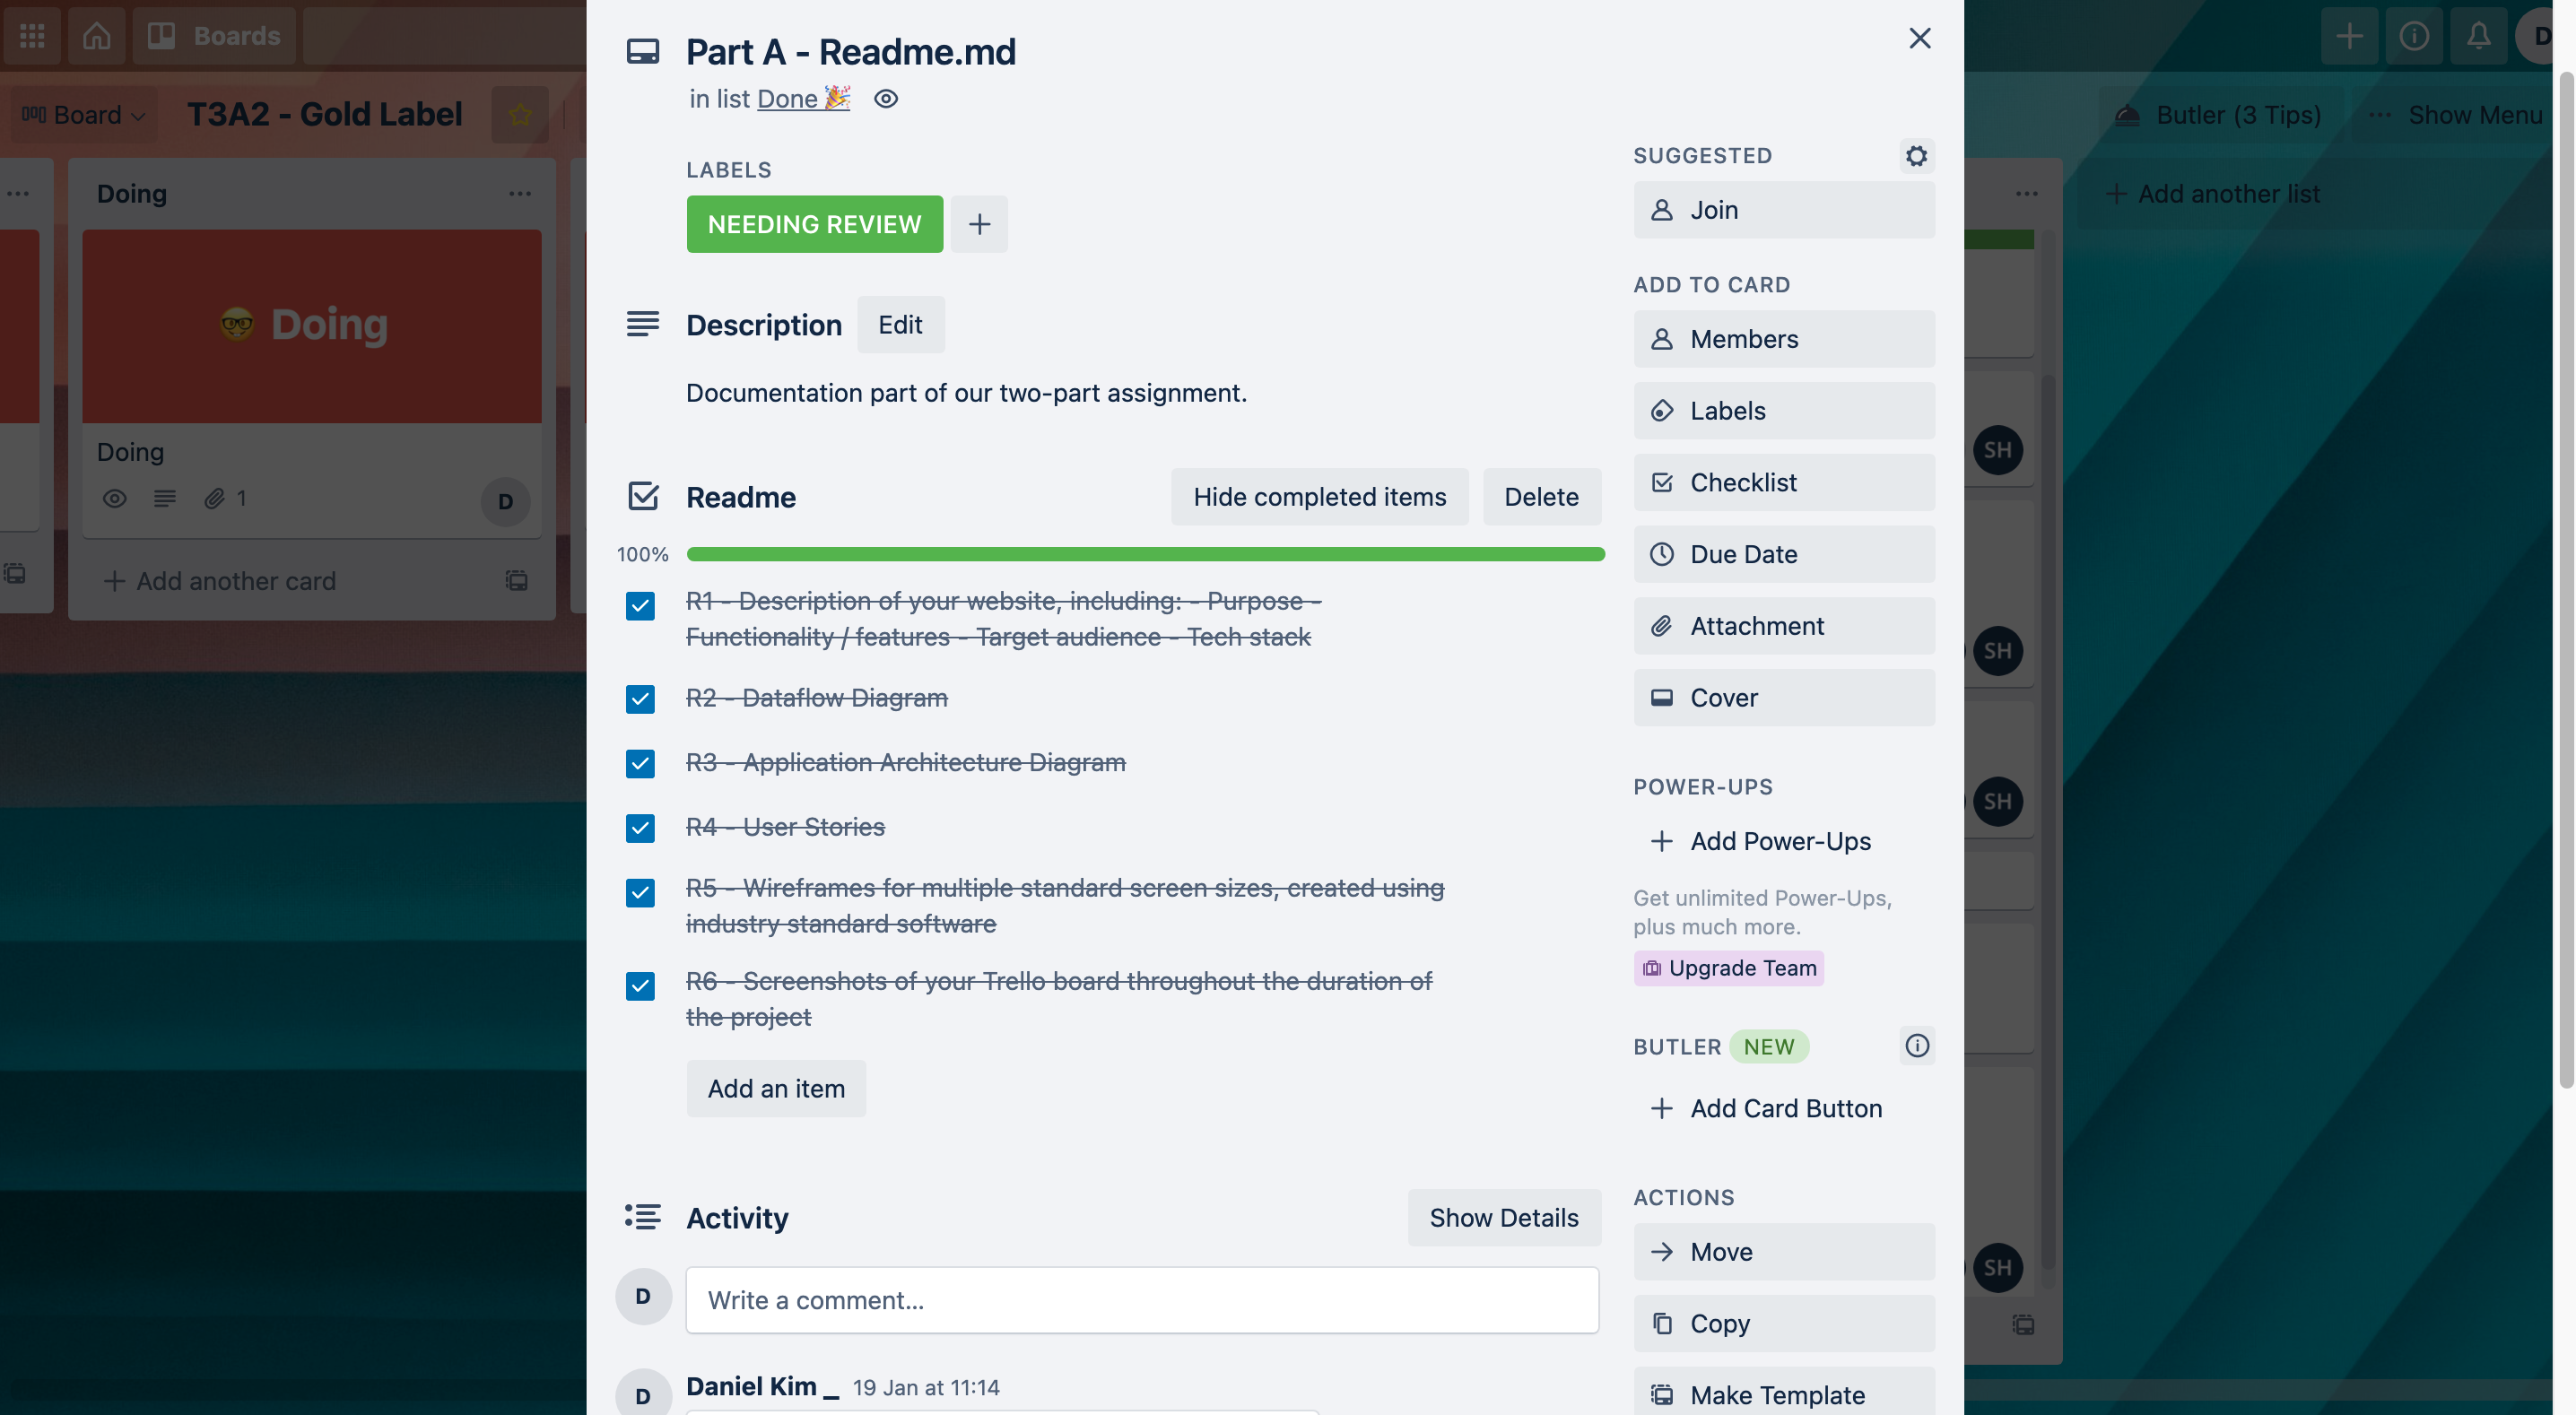 Boards
D
Board
T3A2 - Gold Label
Butler (3 Tips)
Show Menu
Doing
Doing
Doing
1
D
Add another card
Add another list
SH
SH
SH
SH
Part A - Readme.md
in list Done 🎉
LABELS
NEEDING REVIEW
Description
Edit
Documentation part of our two-part assignment.
Readme
Hide completed items
Delete
100%
R1 - Description of your website, including: - Purpose -
Functionality / features - Target audience - Tech stack
R2 - Dataflow Diagram
R3 - Application Architecture Diagram
R4 - User Stories
R5 - Wireframes for multiple standard screen sizes, created using
industry standard software
R6 - Screenshots of your Trello board throughout the duration of
the project
Add an item
Activity
Show Details
D
Write a comment...
D
Daniel Kim _ 19 Jan at 11:14
SUGGESTED
Join
ADD TO CARD
Members
Labels
Checklist
Due Date
Attachment
Cover
POWER-UPS
Add Power-Ups
Get unlimited Power-Ups,
plus much more.
Upgrade Team
BUTLER NEW
Add Card Button
ACTIONS
Move
Copy
Make Template